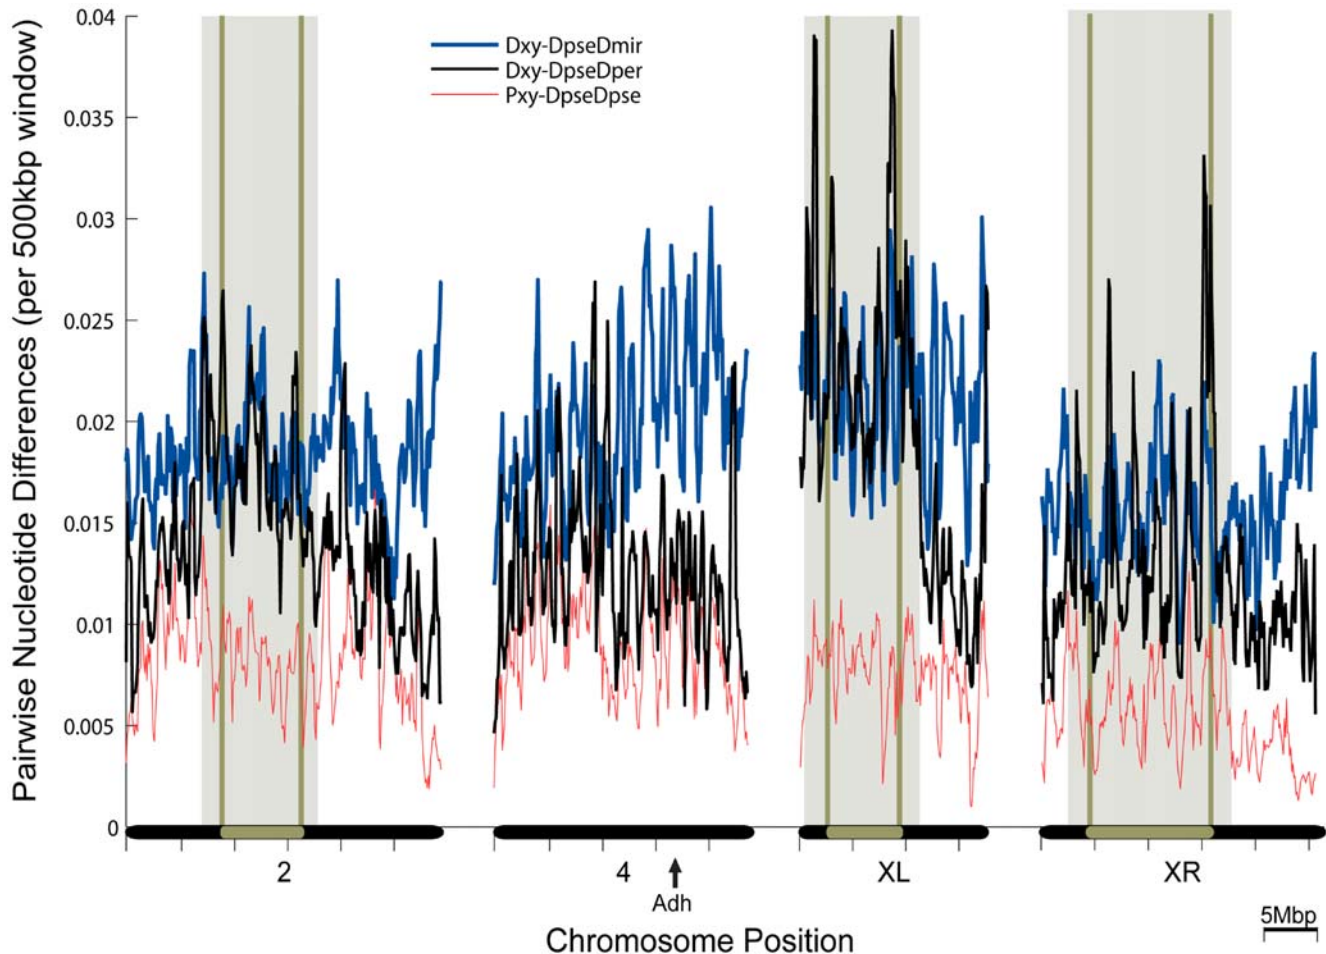 Pairwise Nucleotide Differences (per 500kbp window)
0.04
0.035
0.03
0.025
0.02
0.015
0.01
0.005
0
Dxy-DpseDmir
Dxy-DpseDper
Pxy-DpseDpse
2
4
XL
XR
Adh
5Mbp
Chromosome Position